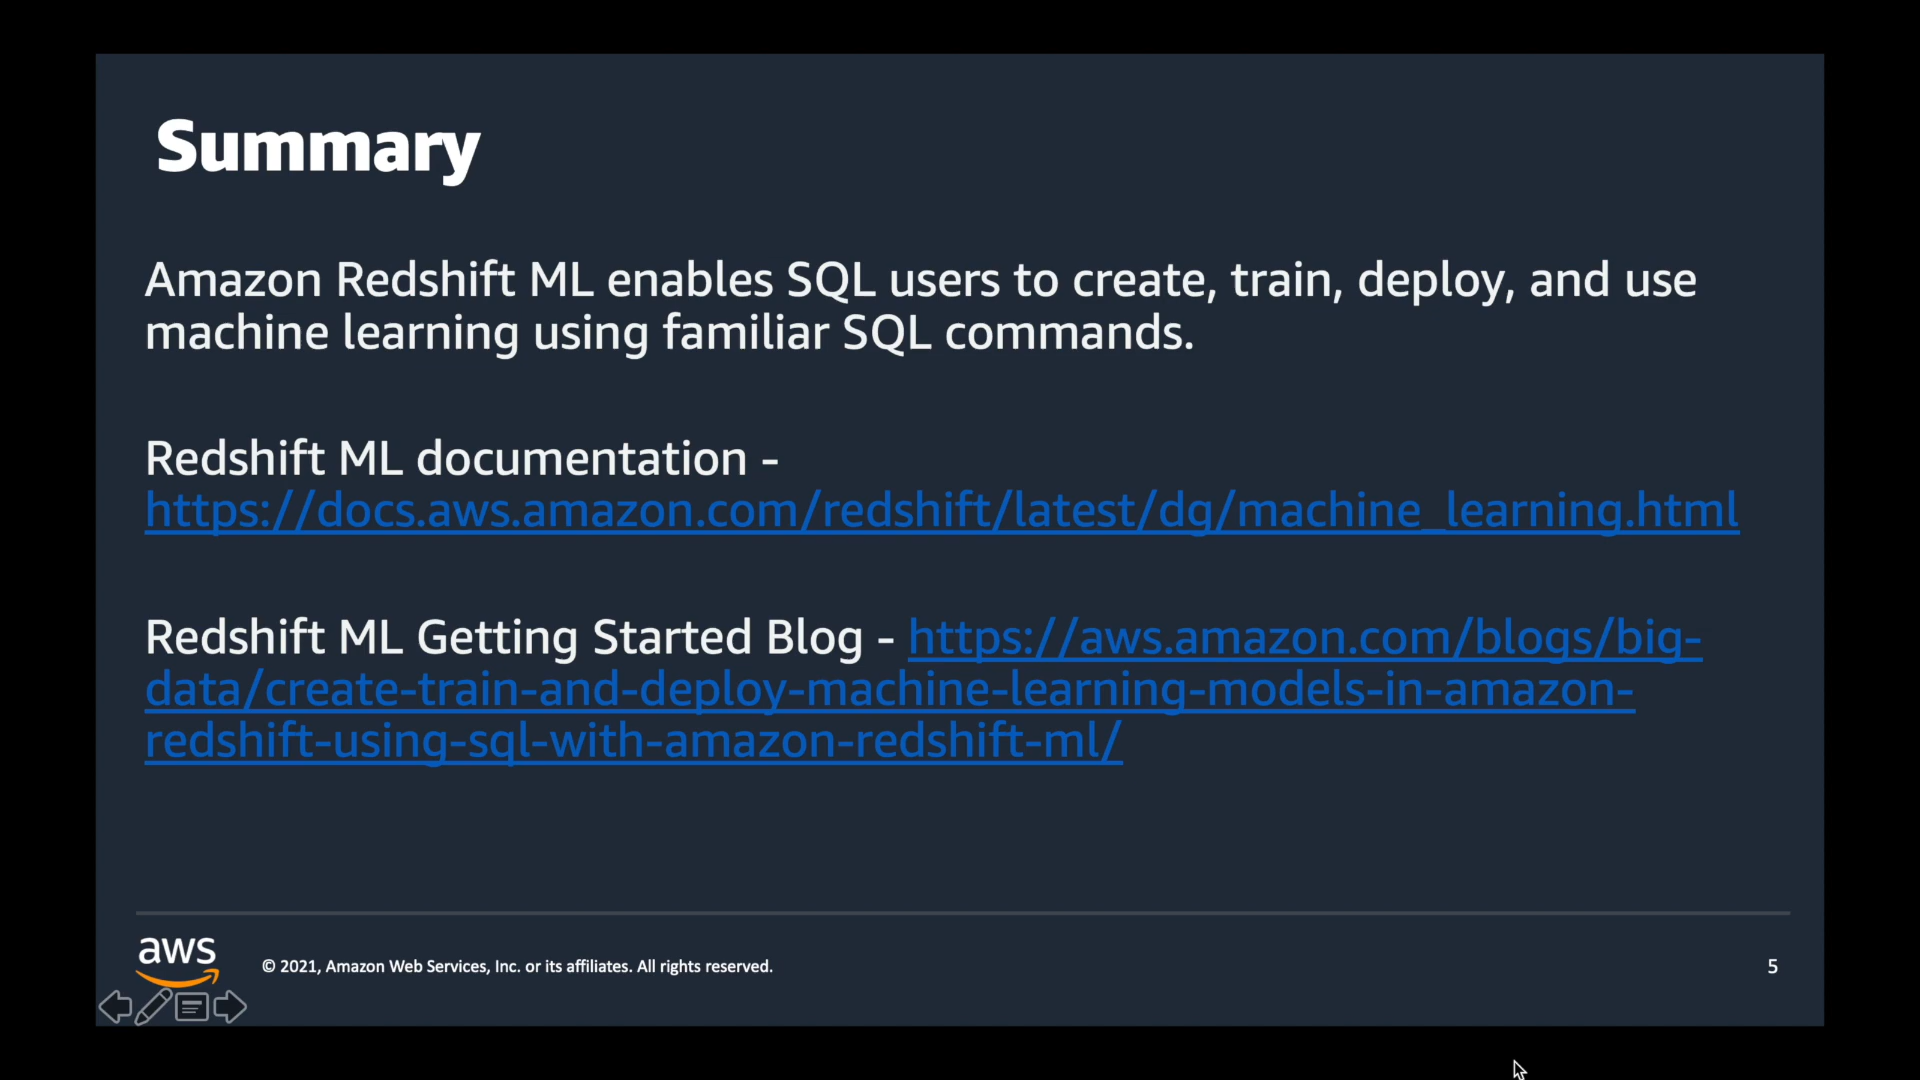 Summary
Amazon Redshift ML enables SQL users to create, train, deploy, and use
machine learning using familiar SQL commands.
Redshift ML documentation -
https://docs.aws.amazon.com/redshift/latest/dg/machine_learning.html
Redshift ML Getting Started Blog - https://aws.amazon.com/blogs/big-
data/create-train-and-deploy-machine-learning-models-in-amazon-
redshift-using-sql-with-amazon-redshift-ml/
aws
© 2021, Amazon Web Services, Inc. or its affiliates. All rights reserved.
5